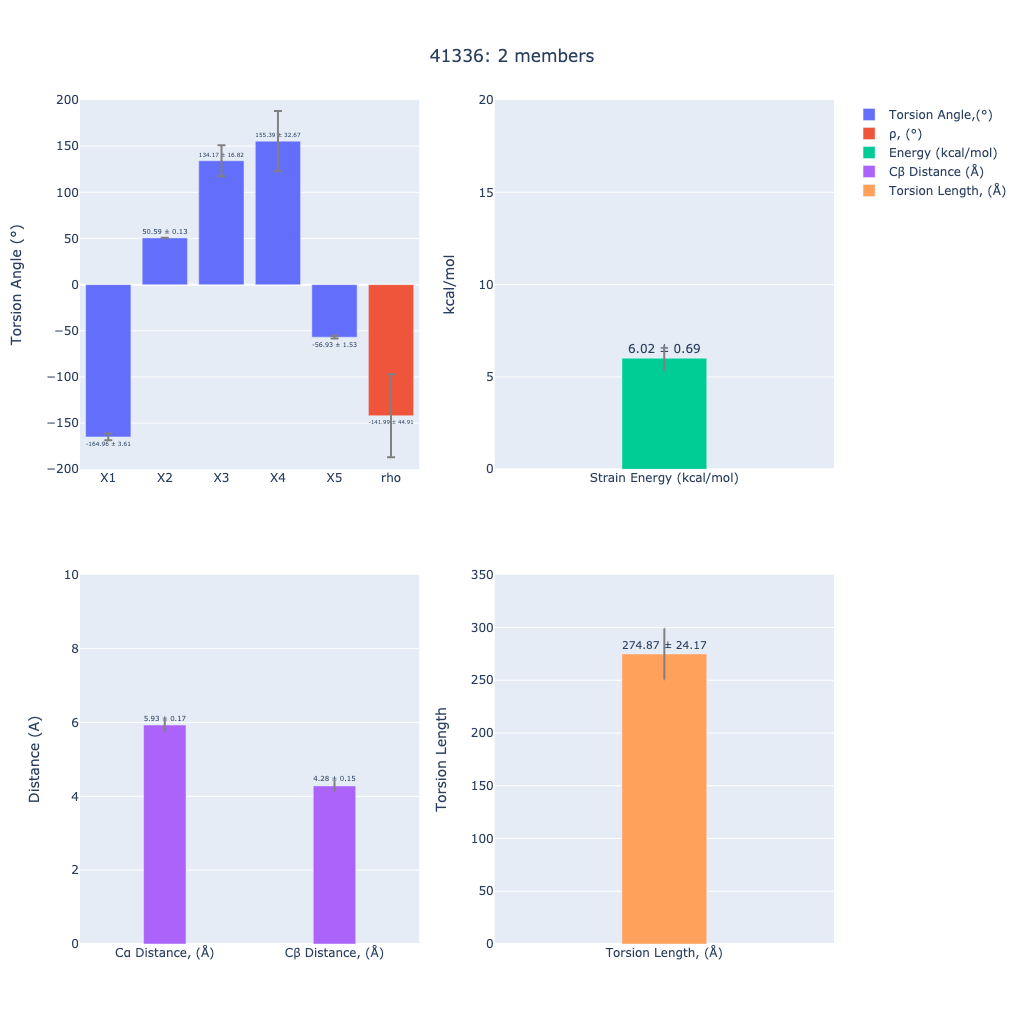 41336: 2 members
Torsion Angle (°)
200
150
100
50
0
−50
−100
−150
−200
-164.96 ± 3.61
50.59 ± 0.13
134.17 ± 16.82
155.39 ± 32.67
-56.93 ± 1.53
-141.99 ± 44.91
X1 X2 X3 X4 X5 rho
kcal/mol
20
15
10
5
0
6.02 ± 0.69
Strain Energy (kcal/mol)
Torsion Angle,(°)
ρ, (°)
Energy (kcal/mol)
Cβ Distance (Å)
Torsion Length, (Å)
Distance (A)
10
8
6
4
2
0
5.93 ± 0.17
4.28 ± 0.15
Cα Distance, (Å) Cβ Distance, (Å)
Torsion Length
350
300
250
200
150
100
50
0
274.87 ± 24.17
Torsion Length, (Å)